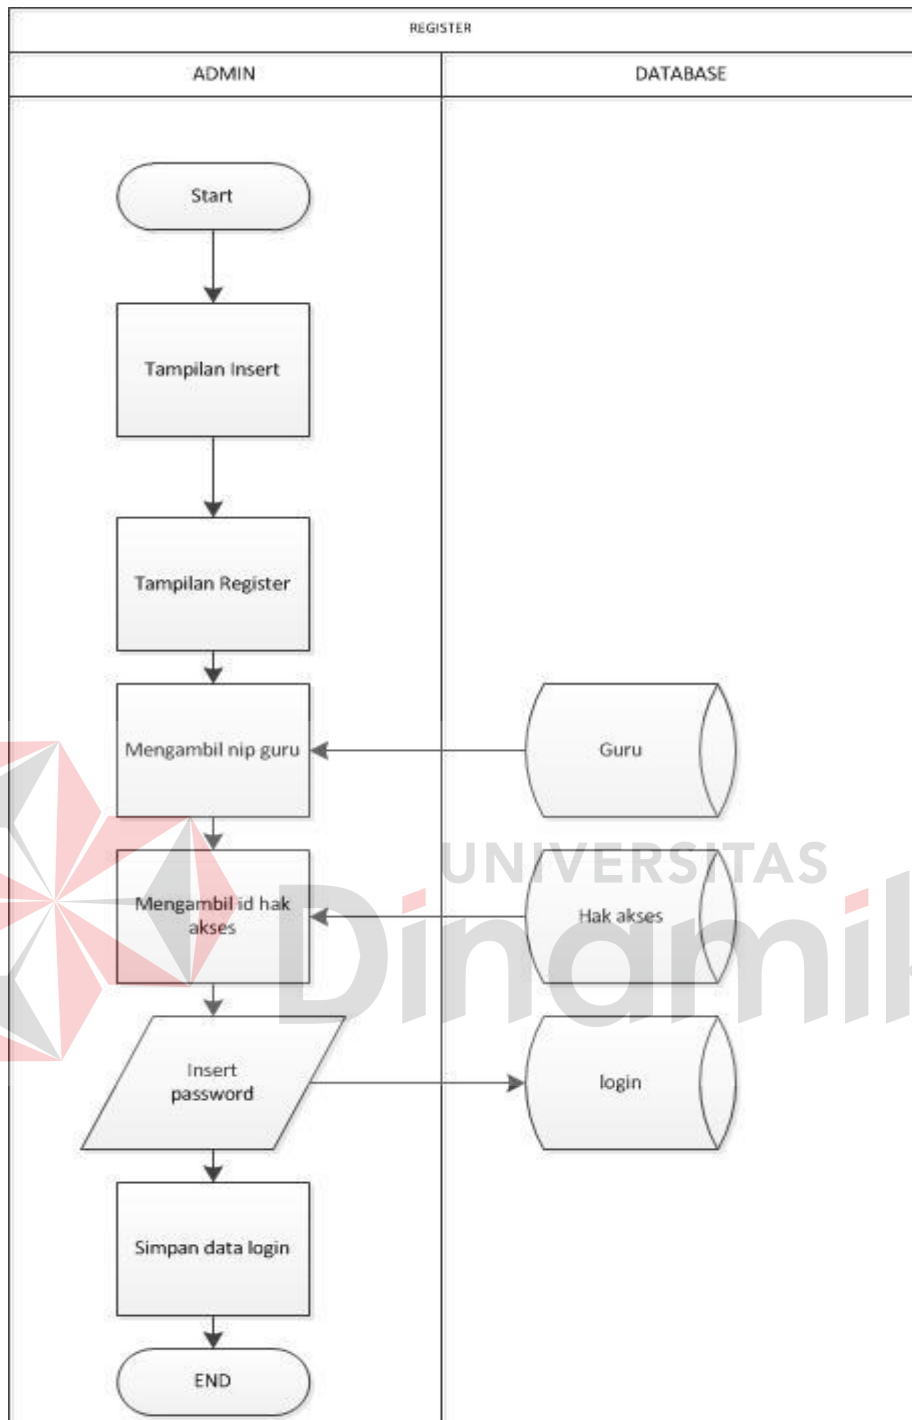 REGISTER
ADMIN
DATABASE
Start
Tampilan Insert
Tampilan Register
Mengambil nip guru
Guru
UNIVERSITAS
Dinamik
Mengambil id hak
akses
Hak akses
Insert
password
login
Simpan data login
END